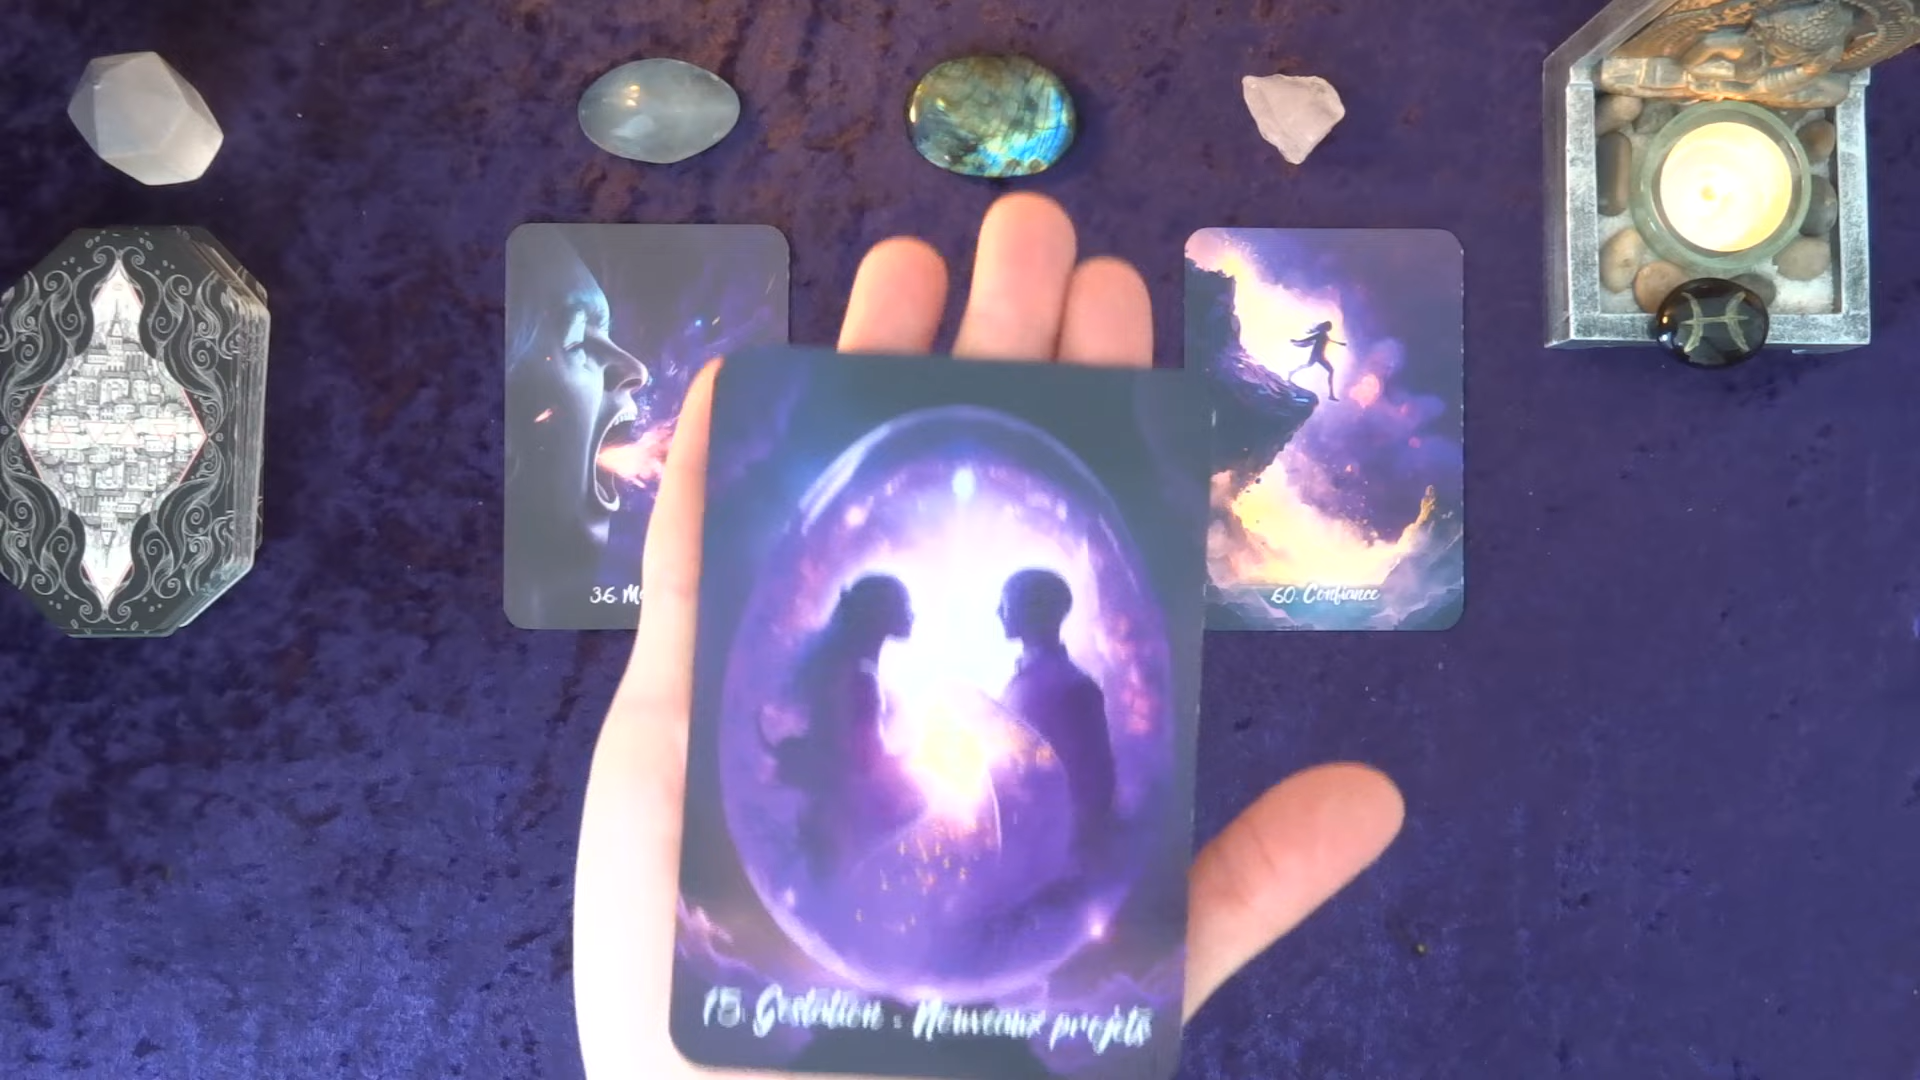 36. M
60. Confiance
15. Gestation - Nouveaux projets